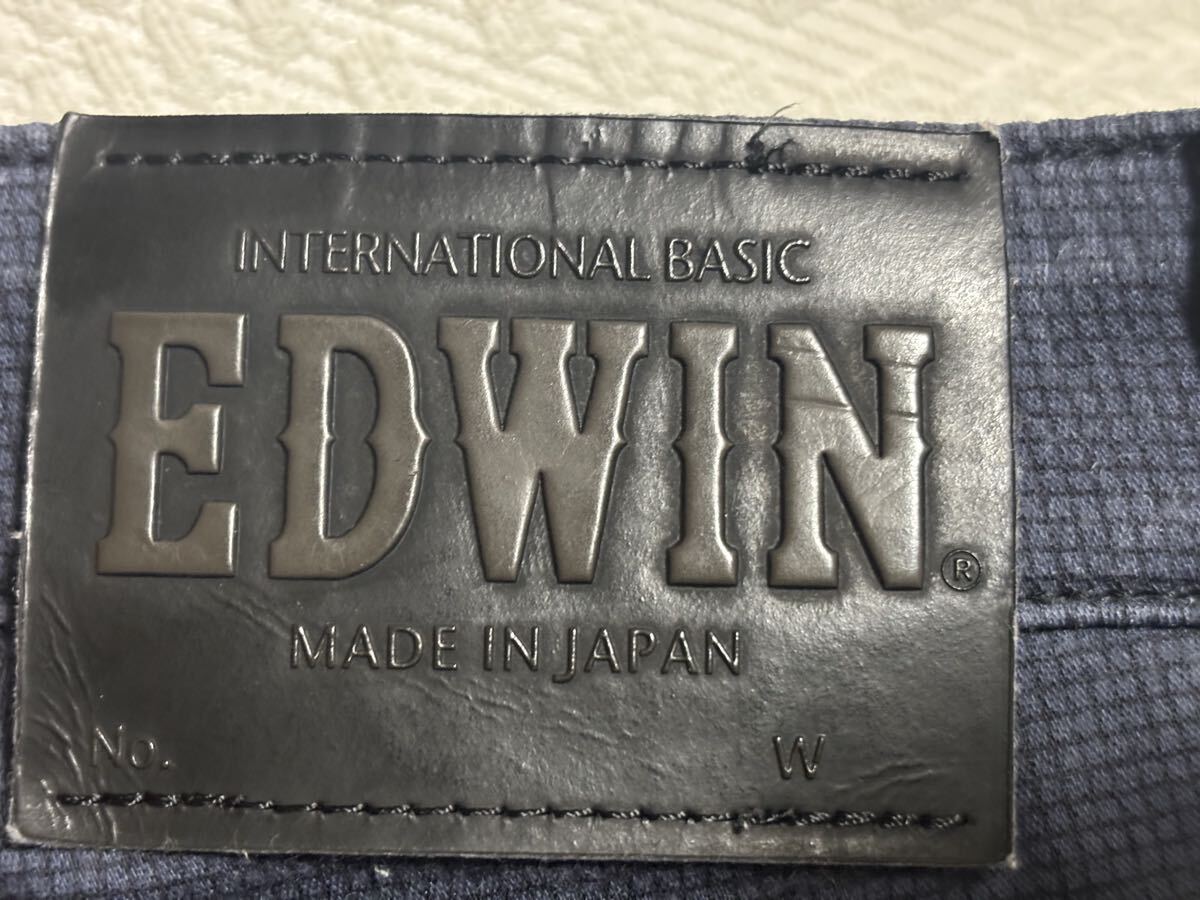 INTERNATIONAL BASIC
EDWIN®
MADE IN JAPAN
No. W